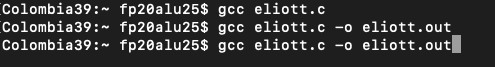 (Colombia39:~ fp20alu25$ gcc eliott.c
(Colombia39:~ fp20alu25$ gcc eliott.c -o eliott.out
Colombia39:~ fp20alu25$ gcc eliott.c -o eliott.out